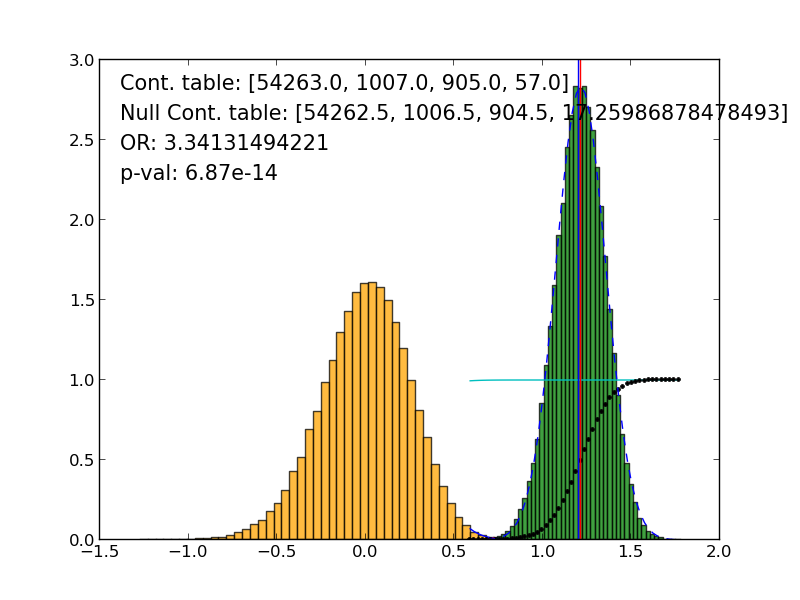 Cont. table: [54263.0, 1007.0, 905.0, 57.0]
Null Cont. table: [54262.5, 1006.5, 904.5, 17.25986878478493]
OR: 3.34131494221
p-val: 6.87e-14
3.0
2.5
2.0
1.5
1.0
0.5
0.0
−1.5 −1.0 −0.5 0.0 0.5 1.0 1.5 2.0